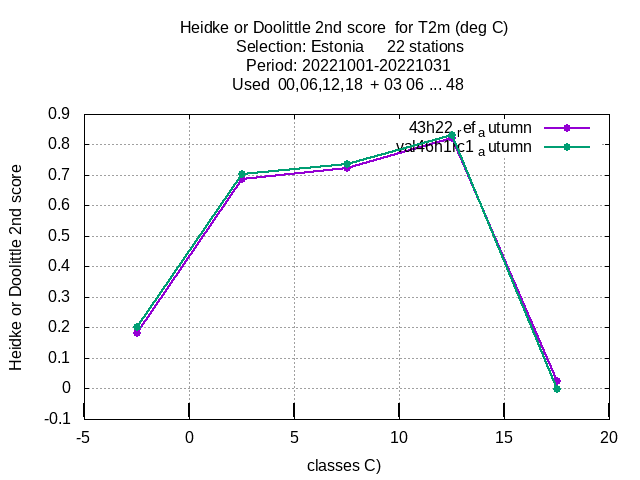 Heidke or Doolittle 2nd score for T2m (deg C)
Selection: Estonia 22 stations
Period: 20221001-20221031
Used 00,06,12,18 + 03 06 ... 48
Heidke or Doolittle 2nd score
0.9
0.8
0.7
0.6
0.5
0.4
0.3
0.2
0.1
0
-0.1
43h22refautumn
-5
0
5
10
15
20
classes C)